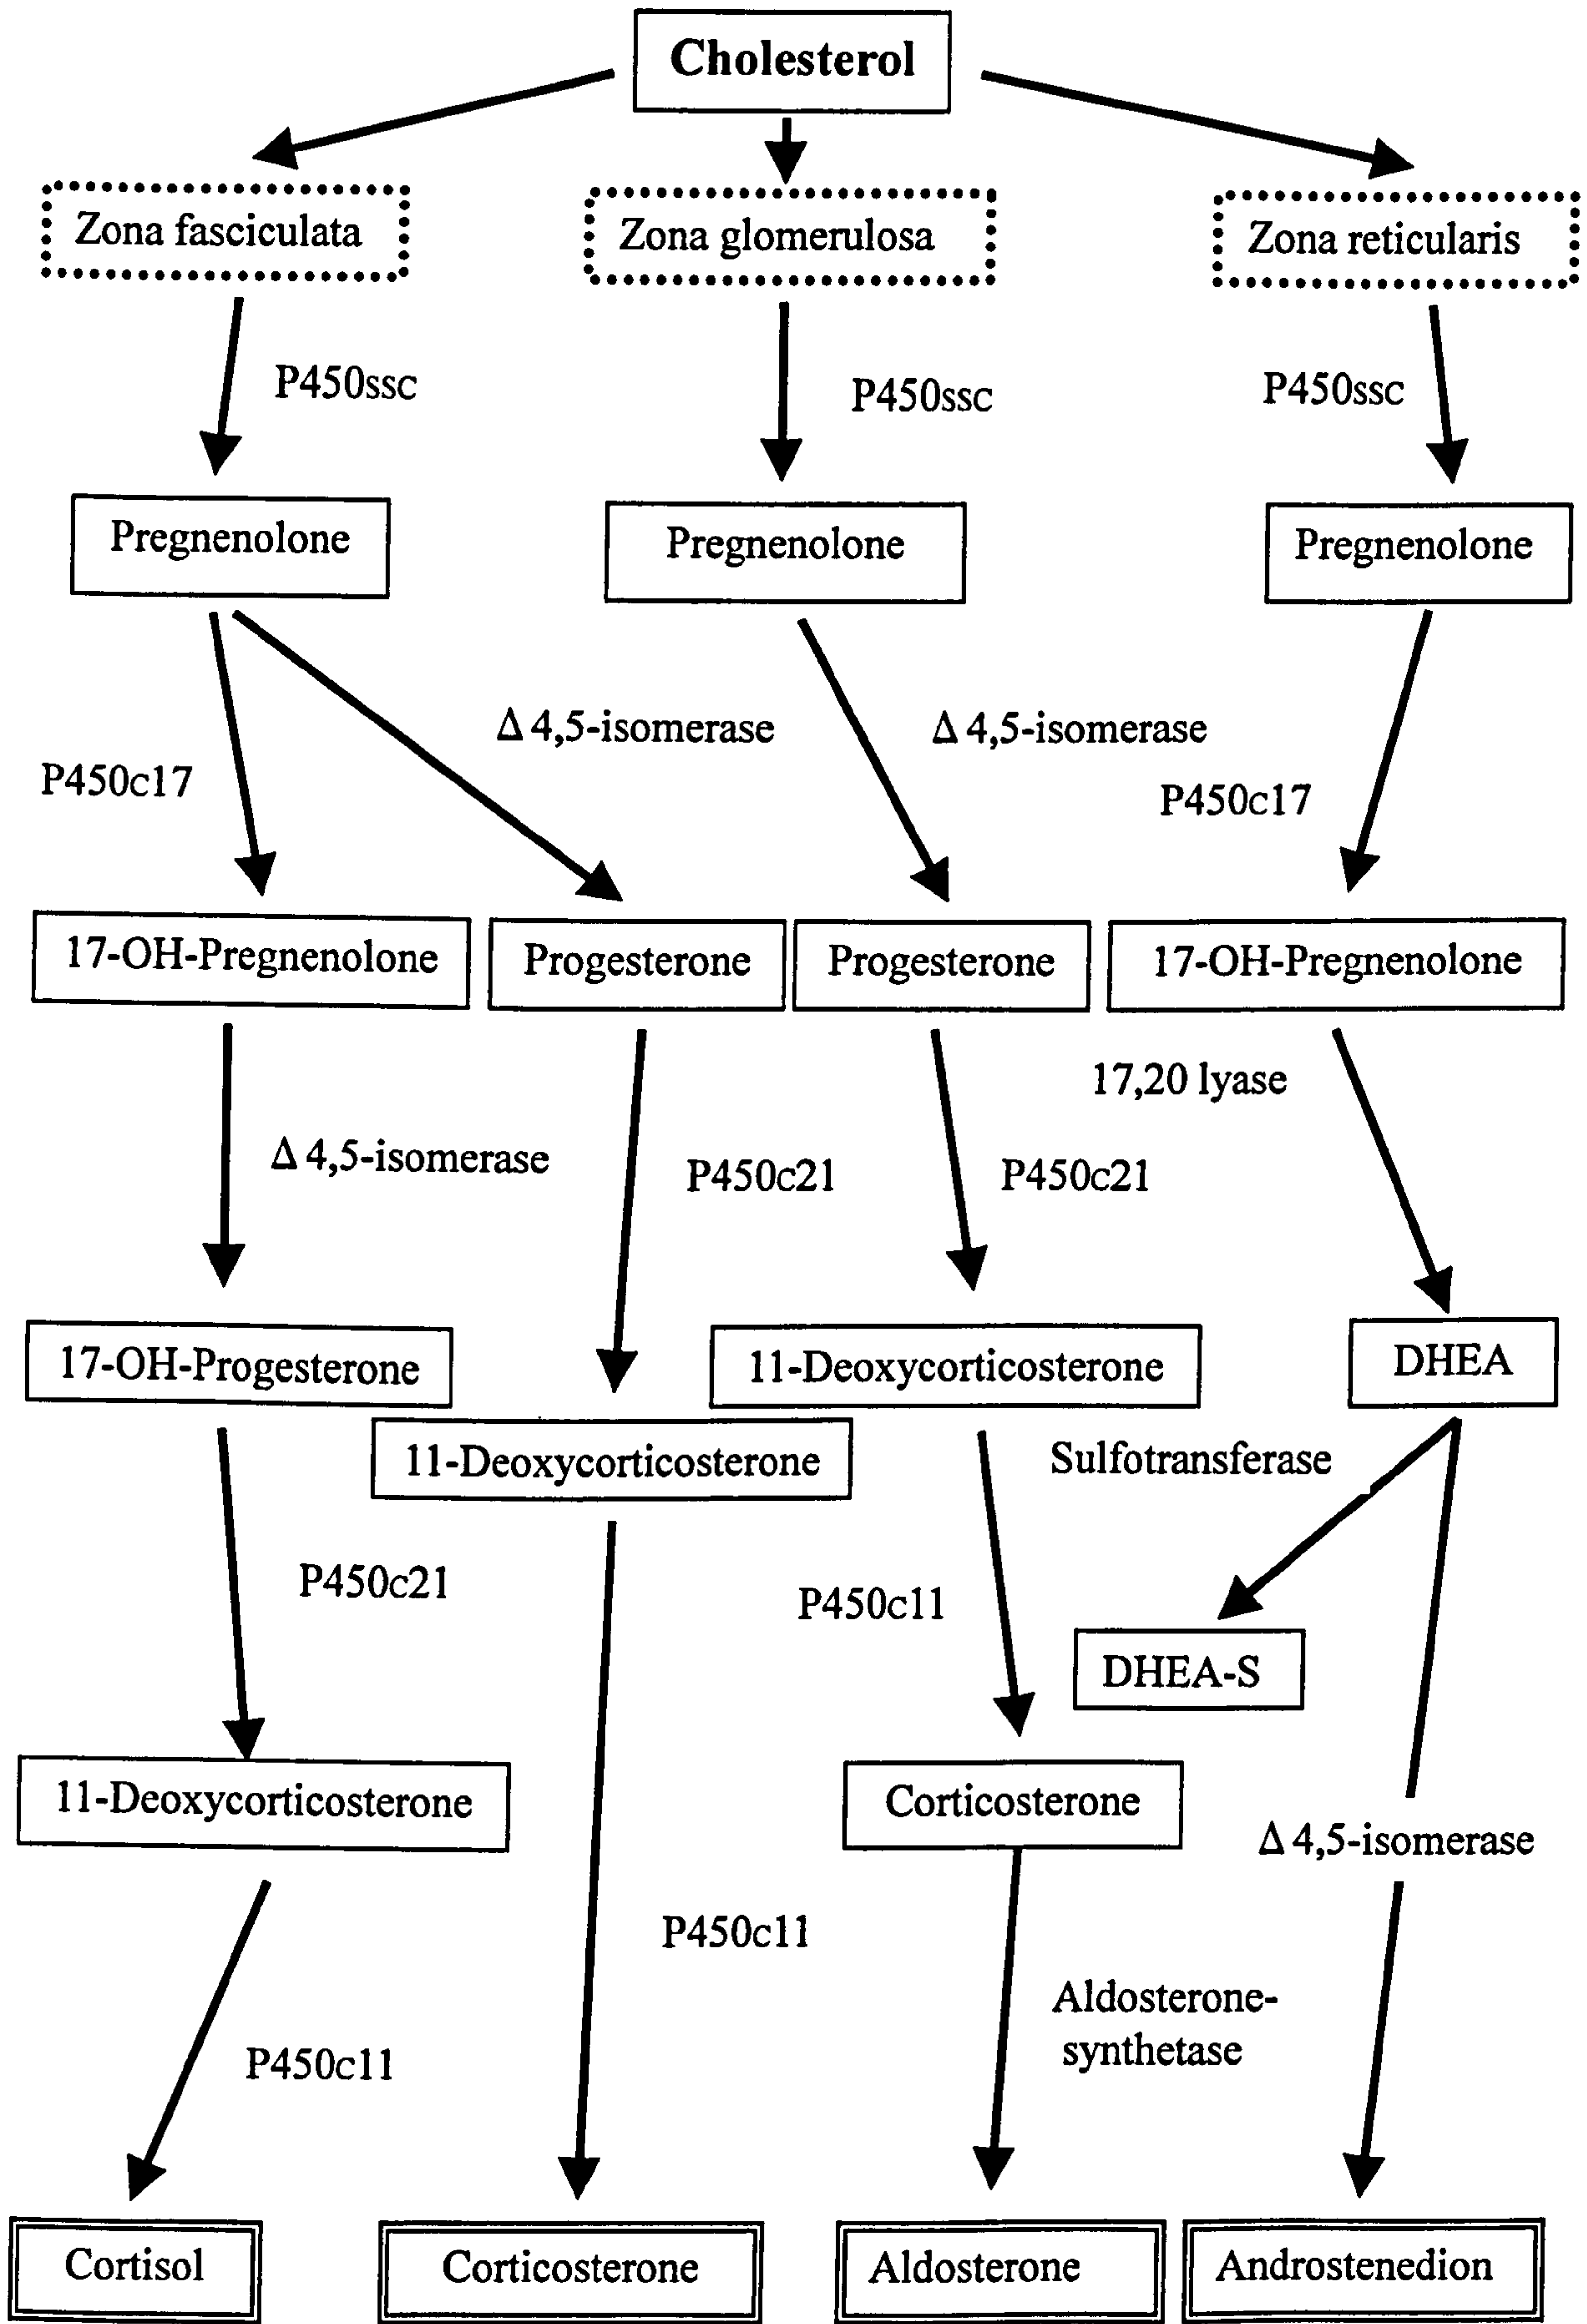 Cholesterol
Zona fasciculata
Zona glomerulosa
Zona reticularis
P450ssc
P450ssc
P450ssc
Pregnenolone
Pregnenolone
Pregnenolone
Δ 4,5-isomerase
Δ 4,5-isomerase
P450c17
P450c17
17-OH-Pregnenolone
Progesterone
Progesterone
17-OH-Pregnenolone
17,20 lyase
Δ 4,5-isomerase
P450c21
P450c21
17-OH-Progesterone
11-Deoxycorticosterone
DHEA
11-Deoxycorticosterone
Sulfotransferase
P450c21
P450c11
DHEA-S
11-Deoxycorticosterone
Corticosterone
Δ 4,5-isomerase
P450c11
Aldosterone-
synthetase
P450c11
Cortisol
Corticosterone
Aldosterone
Androstenedion